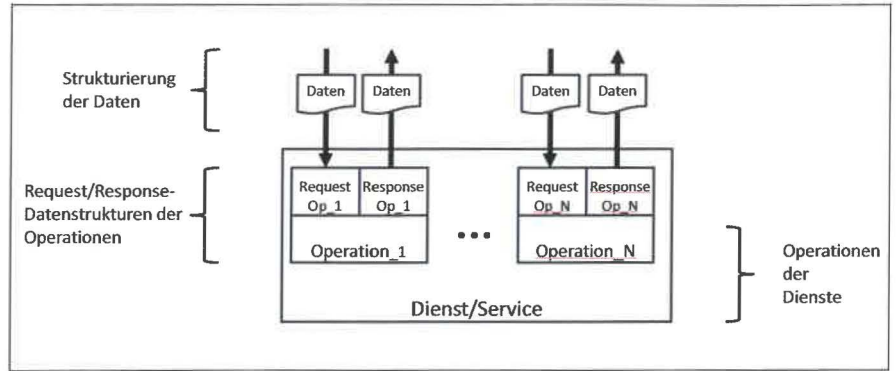 Strukturierung
der Daten
Daten
Daten
Daten
Daten
Request/Response-
Datenstrukturen der
Operationen
Request
Op_1
Response
Op_1
Operation_1
...
Request
Op_N
Response
Op_N
Operation_N
Operationen
der
Dienste
Dienst/Service